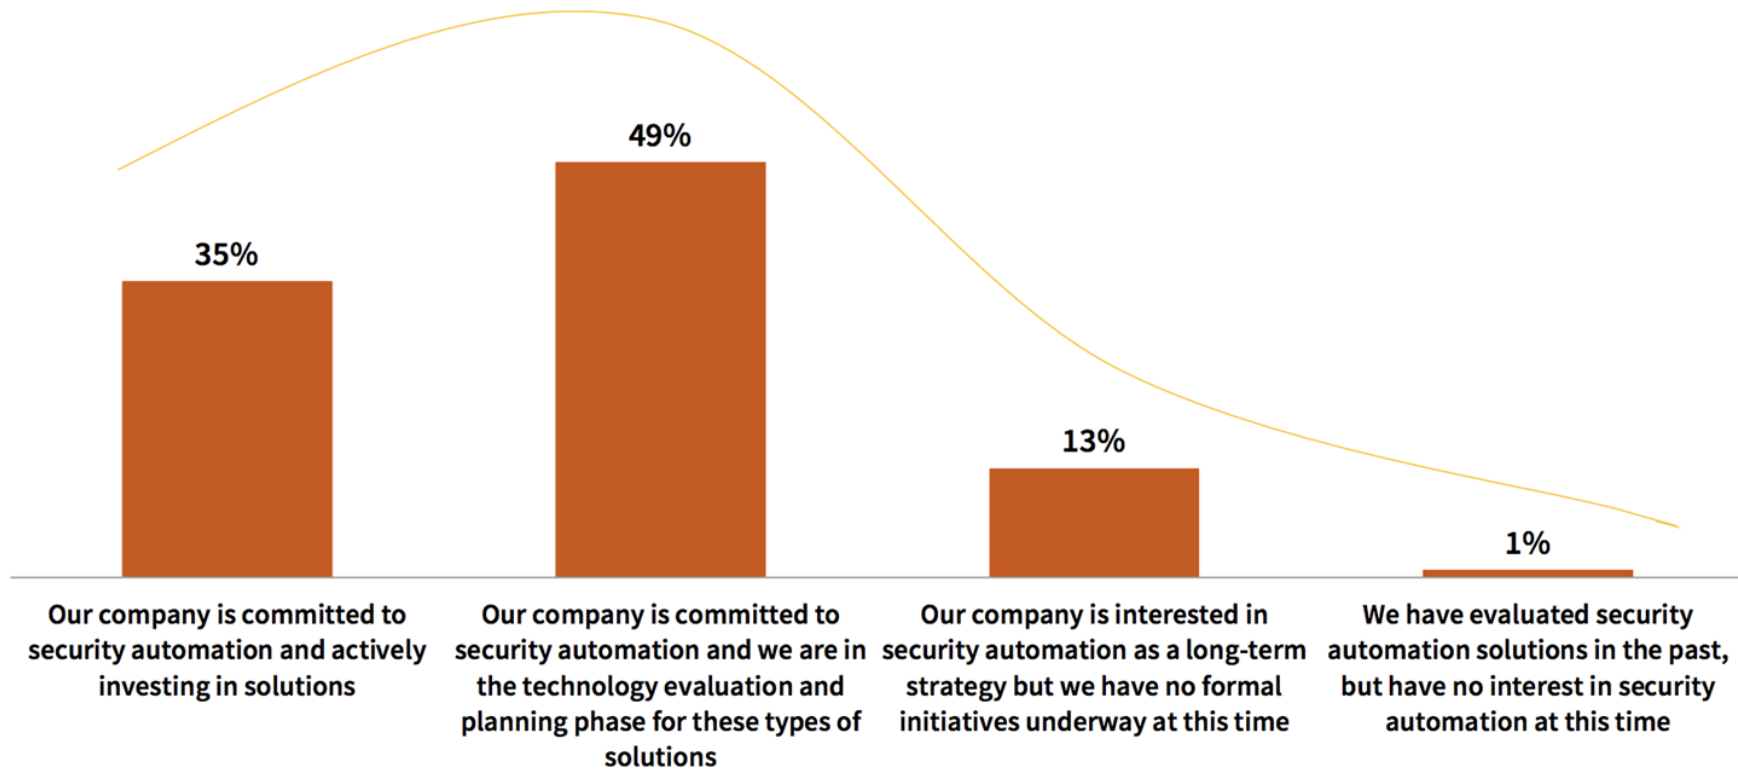 49%
35%
13%
1%
Our company is committed to
security automation and actively
investing in solutions
Our company is committed to
security automation and we are in
the technology evaluation and
planning phase for these types of
solutions
Our company is interested in
security automation as a long-term
strategy but we have no formal
initiatives underway at this time
We have evaluated security
automation solutions in the past,
but have no interest in security
automation at this time